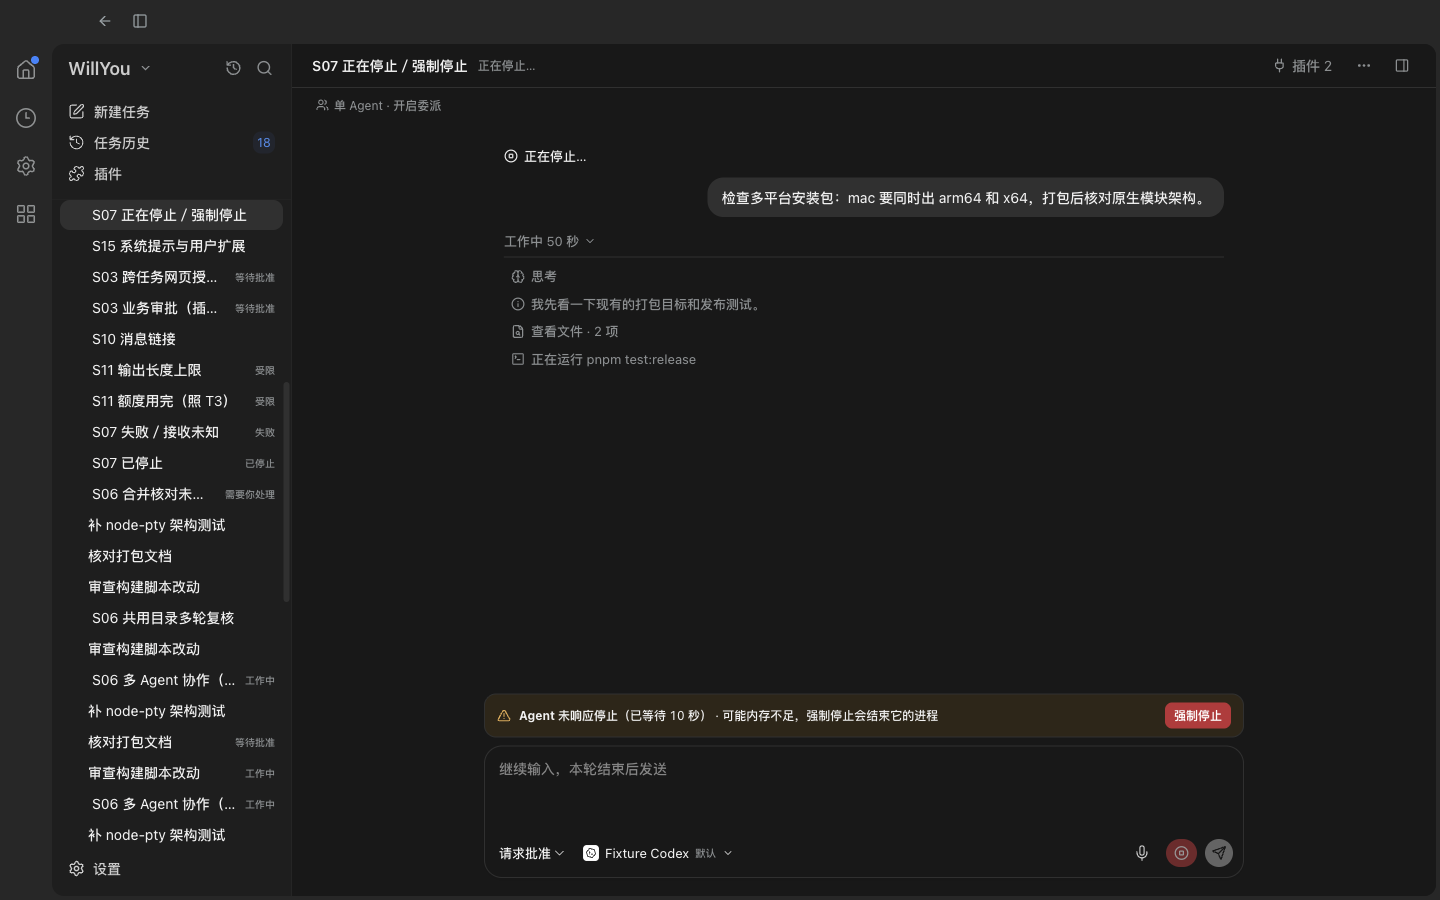 WillYou
新建任务
任务历史 18
插件
S07 正在停止 / 强制停止
S15 系统提示与用户扩展
S03 跨任务网页授... 等待批准
S03 业务审批（插... 等待批准
S10 消息链接
S11 输出长度上限 受限
S11 额度用完（照 T3） 受限
S07 失败 / 接收未知 失败
S07 已停止 已停止
S06 合并核对未... 需要你处理
补 node-pty 架构测试
核对打包文档
审查构建脚本改动
S06 共用目录多轮复核
审查构建脚本改动
S06 多 Agent 协作（... 工作中
补 node-pty 架构测试
核对打包文档 等待批准
审查构建脚本改动 工作中
S06 多 Agent 协作（... 工作中
补 node-pty 架构测试
设置
S07 正在停止 / 强制停止 正在停止...
插件 2
单 Agent · 开启委派
正在停止...
检查多平台安装包：mac 要同时出 arm64 和 x64，打包后核对原生模块架构。
工作中 50 秒
思考
我先看一下现有的打包目标和发布测试。
查看文件 · 2 项
正在运行 pnpm test:release
Agent 未响应停止（已等待 10 秒） · 可能内存不足，强制停止会结束它的进程
强制停止
继续输入，本轮结束后发送
请求批准
Fixture Codex 默认